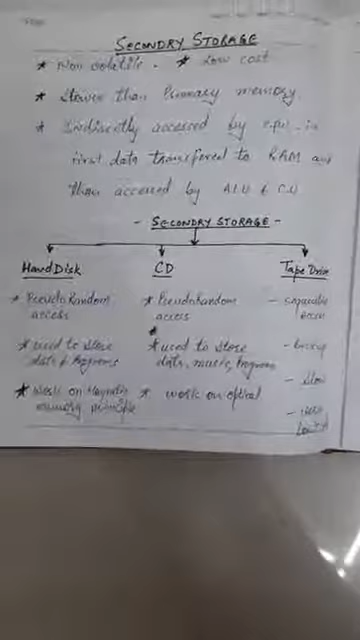 SECONDRY STORAGE
* Non volatile. * Low cost
* Slower than Primary memory
* Indirectly accessed by cpu in
first data transferred to RAM and
then accessed by ALU & CU
- SECONDRY STORAGE -
Hard Disk CD Tape Drive
* Pseudo Random access * Pseudo Random access
* used to store data & Programs * used to store data, music, Programs - Backup
- Slow
* Work on Magnetic memory principle * work on optical